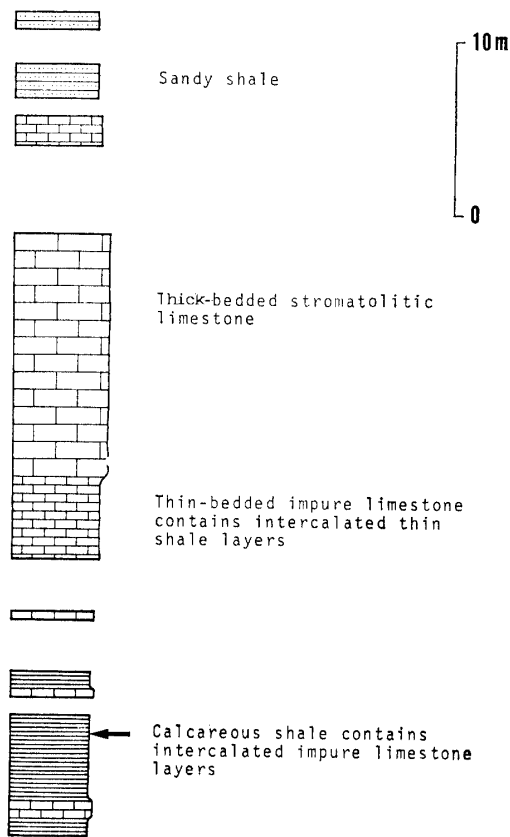 10m
Sandy shale
0
Thick-bedded stromatolitic
limestone
Thin-bedded impure limestone
contains intercalated thin
shale layers
Calcareous shale contains
intercalated impure limestone
layers